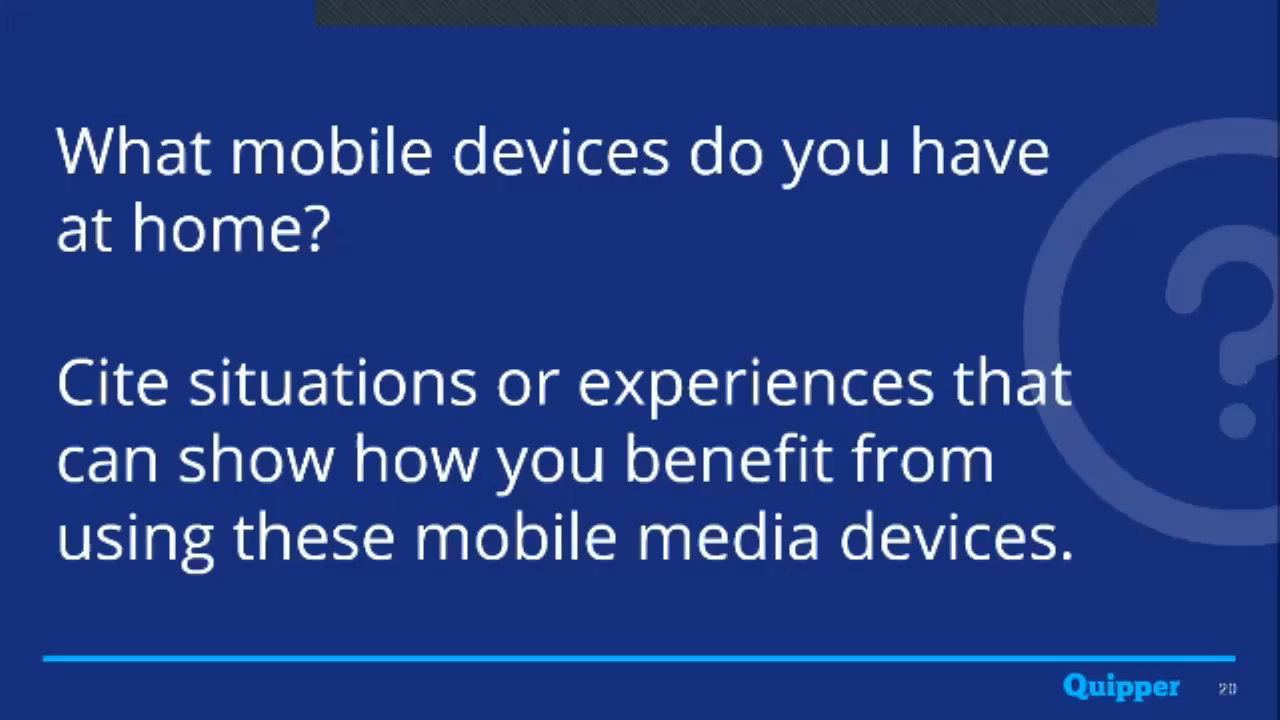 What mobile devices do you have
at home?
Cite situations or experiences that
can show how you benefit from
using these mobile media devices.
Quipper 20